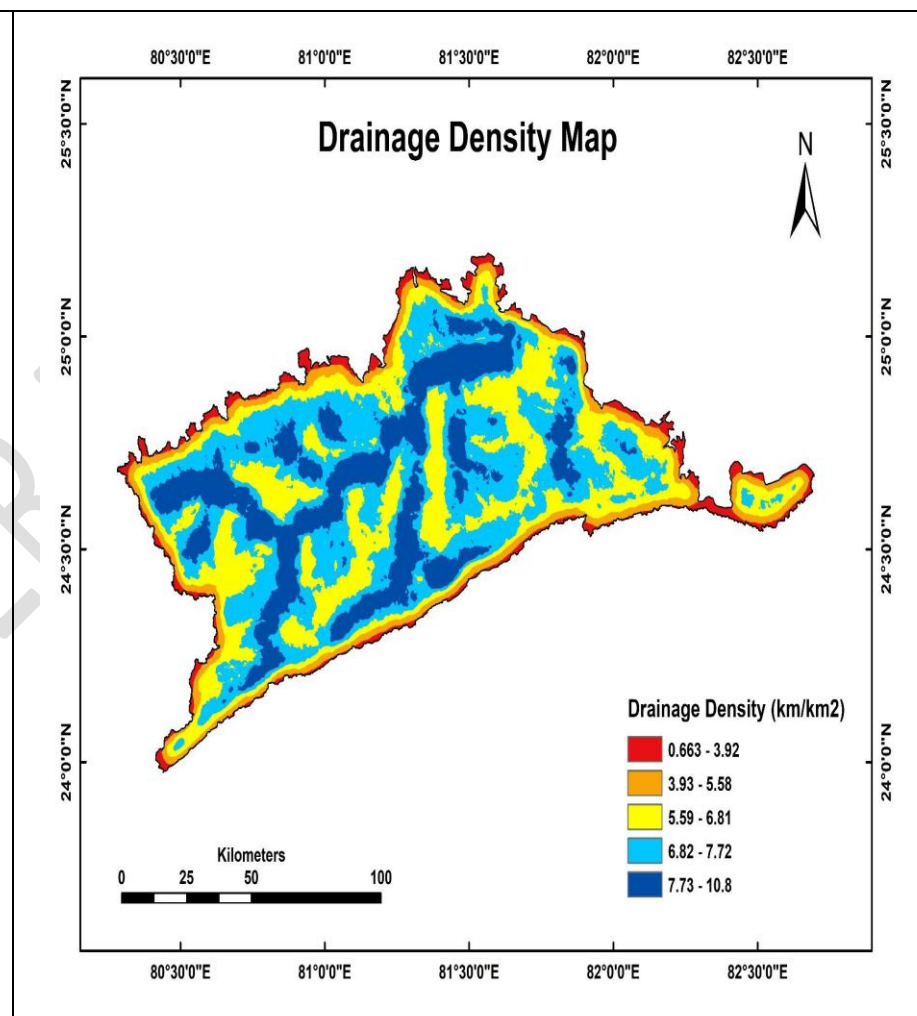 80°30'0"E 81°0'0"E 81°30'0"E 82°0'0"E 82°30'0"E
Drainage Density Map
N
25°30'0"N
25°0'0"N
24°30'0"N
24°0'0"N
25°30'0"N
25°0'0"N
24°30'0"N
24°0'0"N
Drainage Density (km/km2)
0.663 - 3.92
3.93 - 5.58
5.59 - 6.81
6.82 - 7.72
7.73 - 10.8
Kilometers
0 25 50 100
80°30'0"E 81°0'0"E 81°30'0"E 82°0'0"E 82°30'0"E